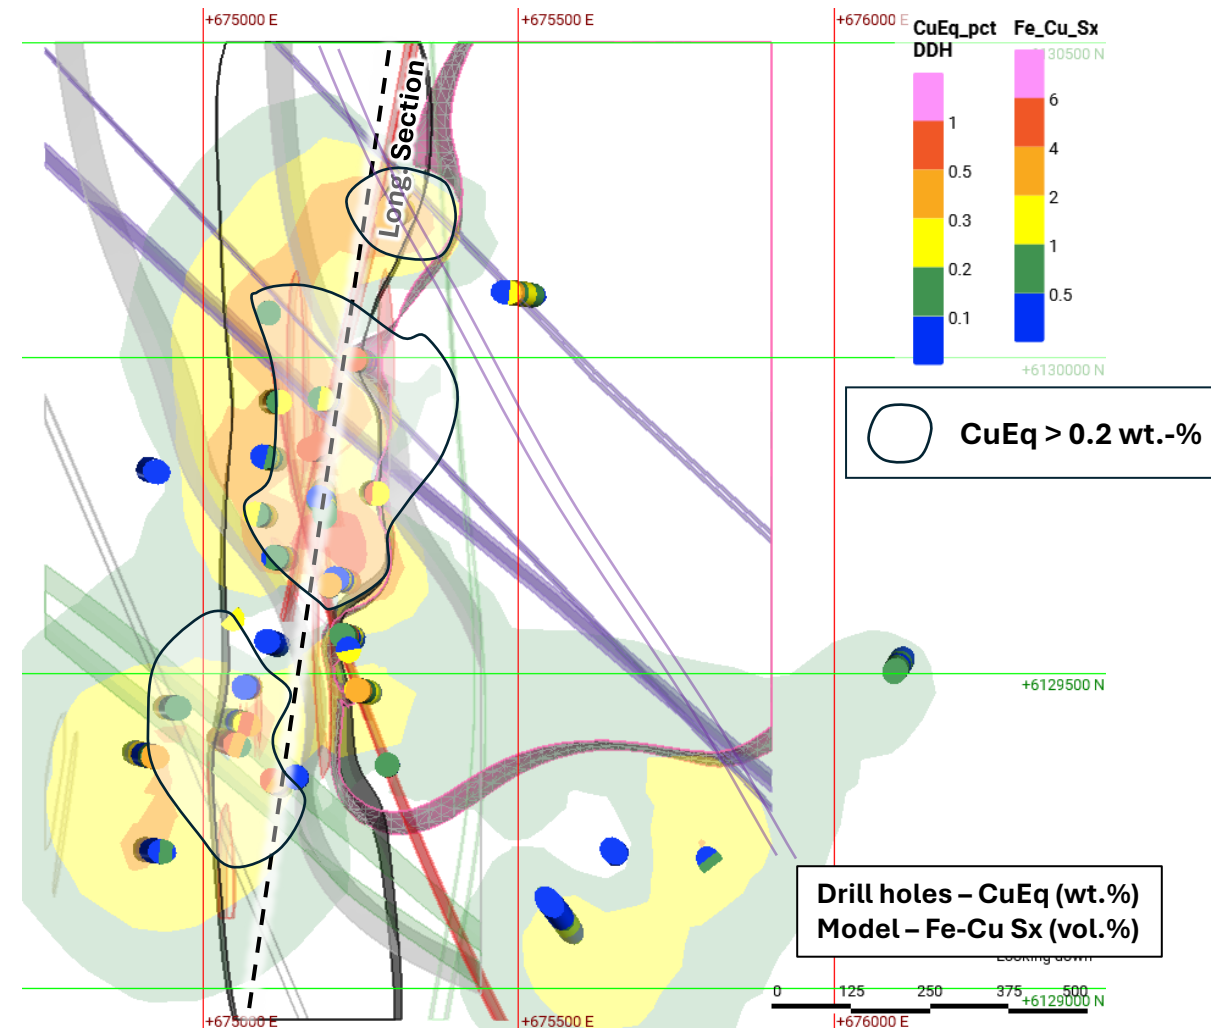 +675000 E
+675500 E
+676000 E
CuEq_pct
DDH
Fe_Cu_Sx
+6130500 N
1
0.5
0.3
0.2
0.1
6
4
2
1
0.5
Long. Section
+6130000 N
CuEq > 0.2 wt.-%
+6129500 N
Drill holes – CuEq (wt.%)
Model – Fe-Cu Sx (vol.%)
Looking down
0 125 250 375 500
+6129000 N
+675000 E
+675500 E
+676000 E